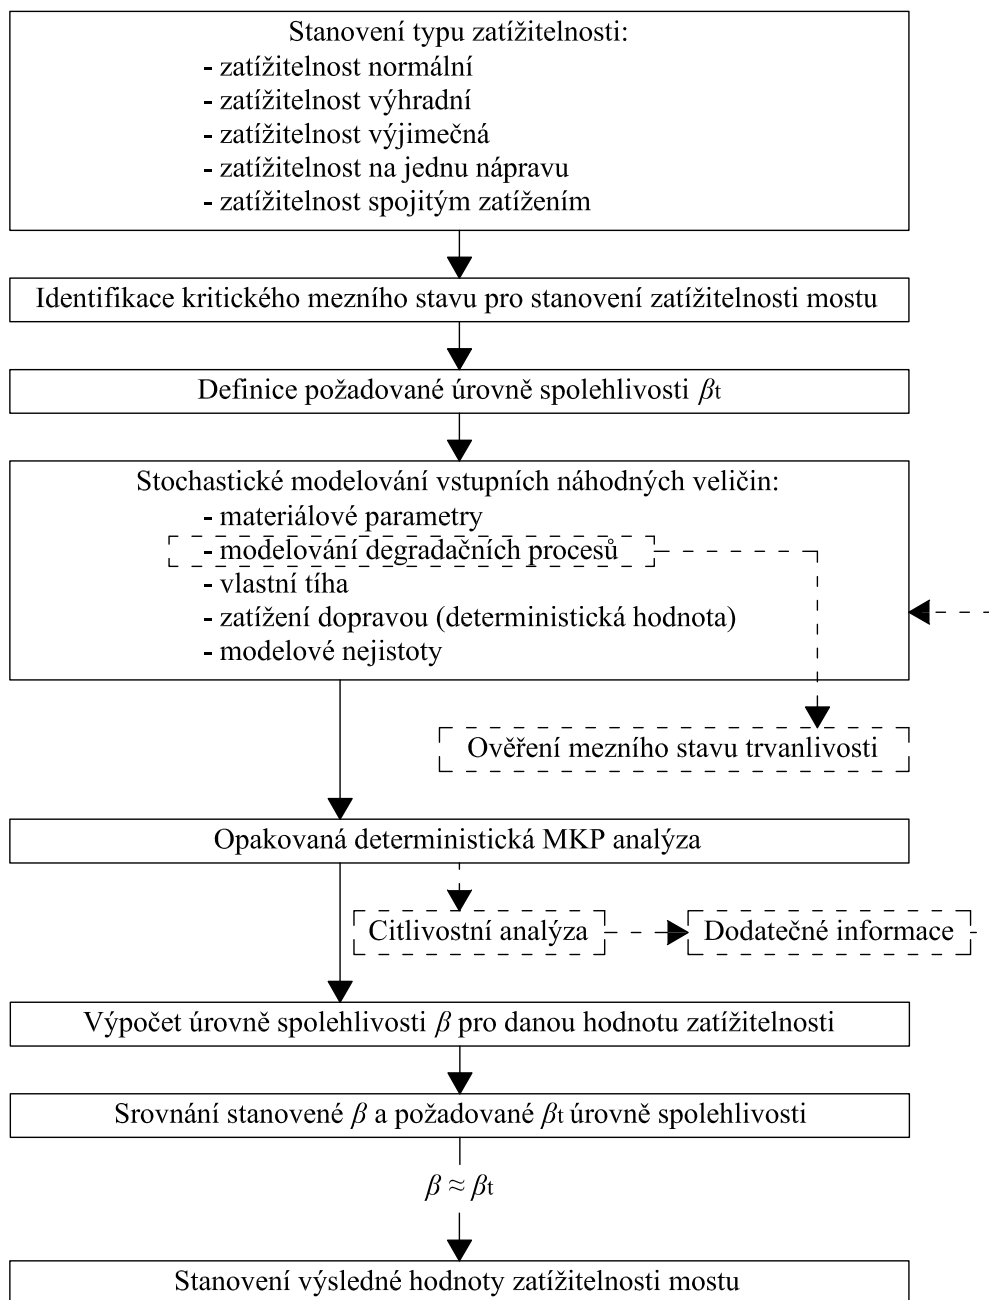 Stanovení typu zatížitelnosti:
- zatížitelnost normální
- zatížitelnost výhradní
- zatížitelnost výjimečná
- zatížitelnost na jednu nápravu
- zatížitelnost spojitým zatížením
Identifikace kritického mezního stavu pro stanovení zatížitelnosti mostu
Definice požadované úrovně spolehlivosti βt
Stochastické modelování vstupních náhodných veličin:
- materiálové parametry
- modelování degradačních procesů
- vlastní tíha
- zatížení dopravou (deterministická hodnota)
- modelové nejistoty
Ověření mezního stavu trvanlivosti
Opakovaná deterministická MKP analýza
Citlivostní analýza
Dodatečné informace
Výpočet úrovně spolehlivosti β pro danou hodnotu zatížitelnosti
Srovnání stanovené β a požadované βt úrovně spolehlivosti
β ≈ βt
Stanovení výsledné hodnoty zatížitelnosti mostu